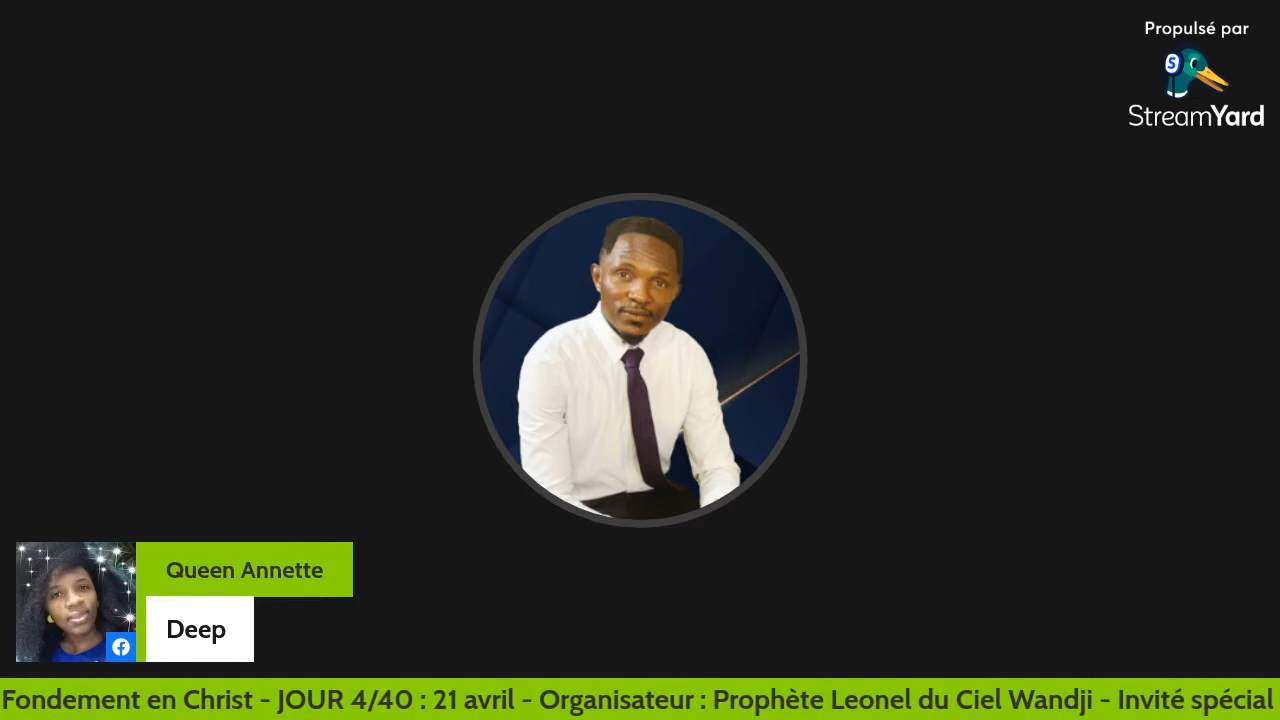 Propulsé par
S
StreamYard
Queen Annette
Deep
Fondement en Christ - JOUR 4/40 : 21 avril - Organisateur : Prophète Leonel du Ciel Wandji - Invité spécial